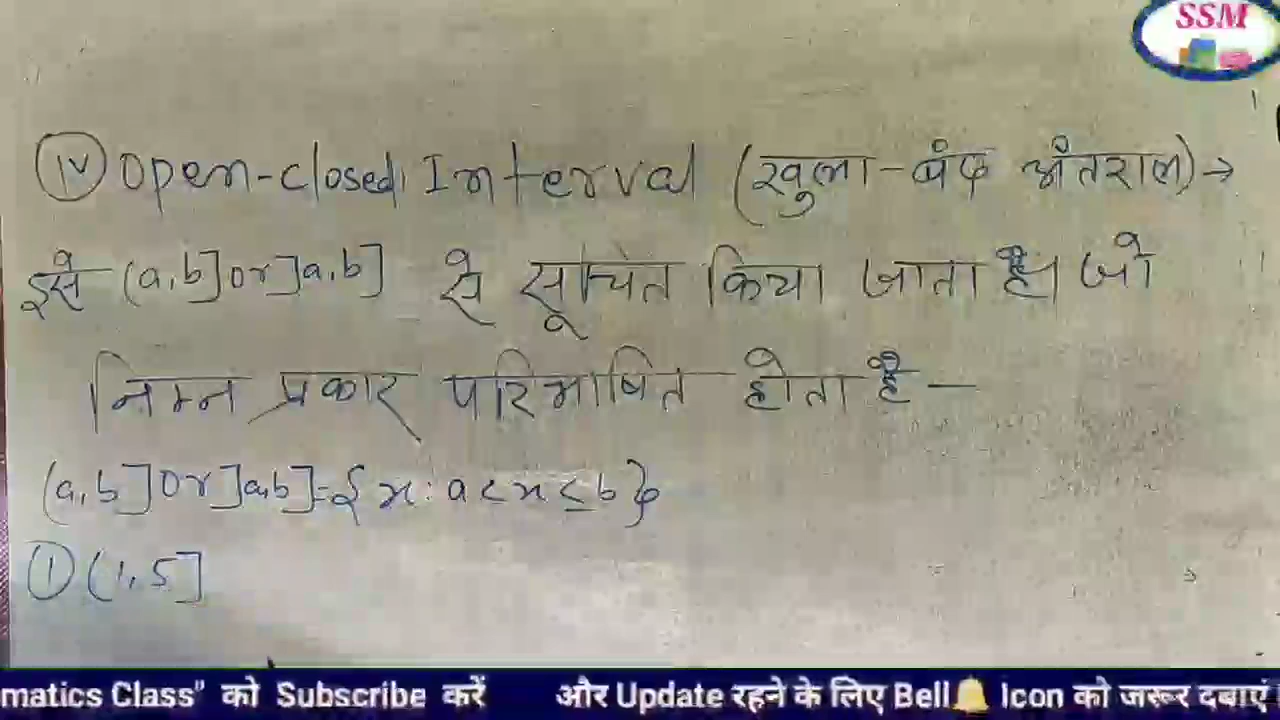 SSM
(iv) Open-closed Interval (खुला-बंद अंतराल)→
इसे (a,b] or ]a,b] से सूचित किया जाता है। जो
निम्न प्रकार परिभाषित होता है—
(a,b] or ]a,b]={x: a<x≤b}
① (1,5]
matics Class" को Subscribe करें और Update रहने के लिए Bell🔔 Icon को जरूर दबाएं